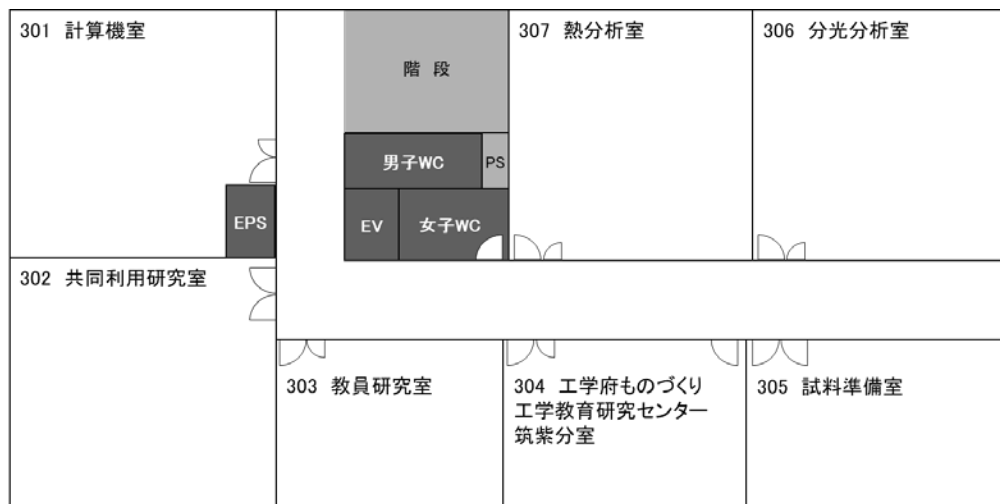 301 計算機室
階 段
307 熱分析室
306 分光分析室
男子WC
PS
EPS
EV
女子WC
302 共同利用研究室
303 教員研究室
304 工学府ものづくり
工学教育研究センター
筑紫分室
305 試料準備室